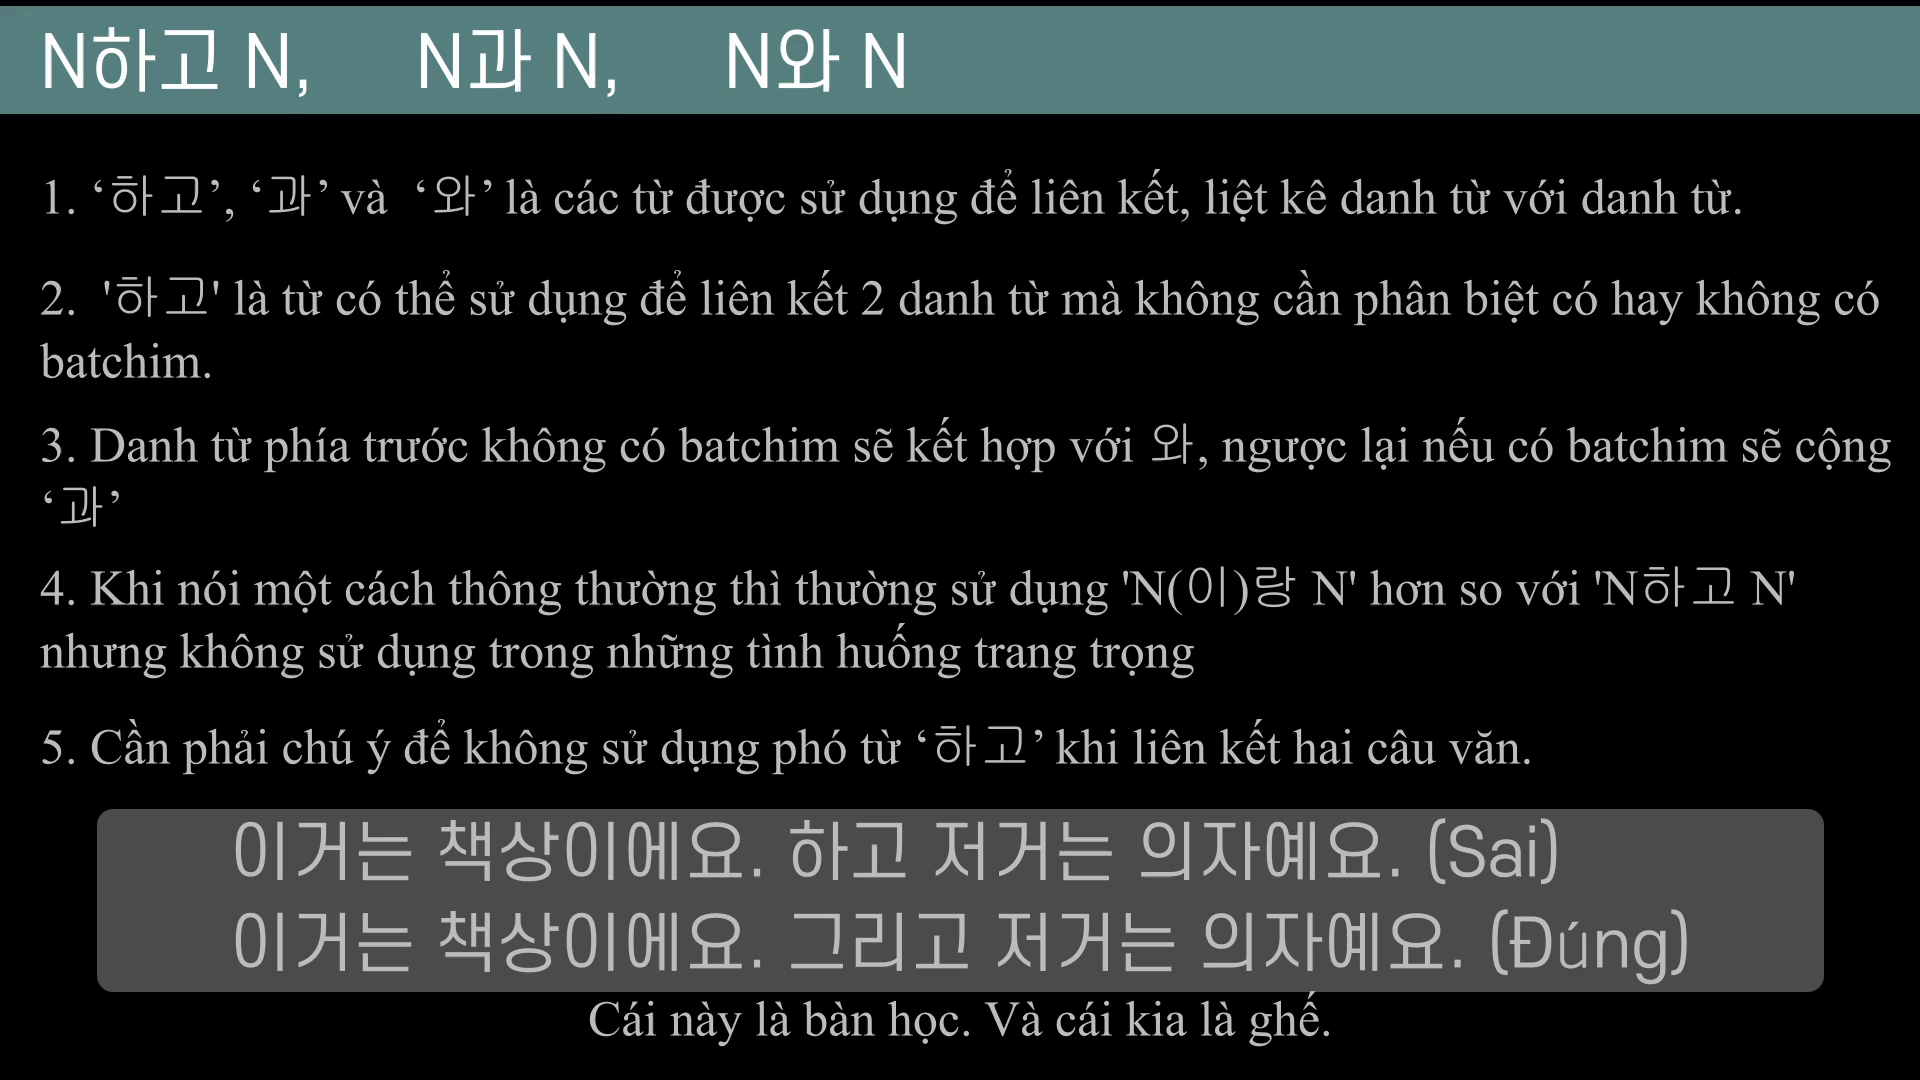 N하고 N, N과 N, N와 N
1. ‘하고’, ‘과’ và ‘와’ là các từ được sử dụng để liên kết, liệt kê danh từ với danh từ.
2. '하고' là từ có thể sử dụng để liên kết 2 danh từ mà không cần phân biệt có hay không có
batchim.
3. Danh từ phía trước không có batchim sẽ kết hợp với 와, ngược lại nếu có batchim sẽ cộng
‘과’
4. Khi nói một cách thông thường thì thường sử dụng 'N(이)랑 N' hơn so với 'N하고 N'
nhưng không sử dụng trong những tình huống trang trọng
5. Cần phải chú ý để không sử dụng phó từ ‘하고’ khi liên kết hai câu văn.
이거는 책상이에요. 하고 저거는 의자예요. (Sai)
이거는 책상이에요. 그리고 저거는 의자예요. (Đúng)
Cái này là bàn học. Và cái kia là ghế.